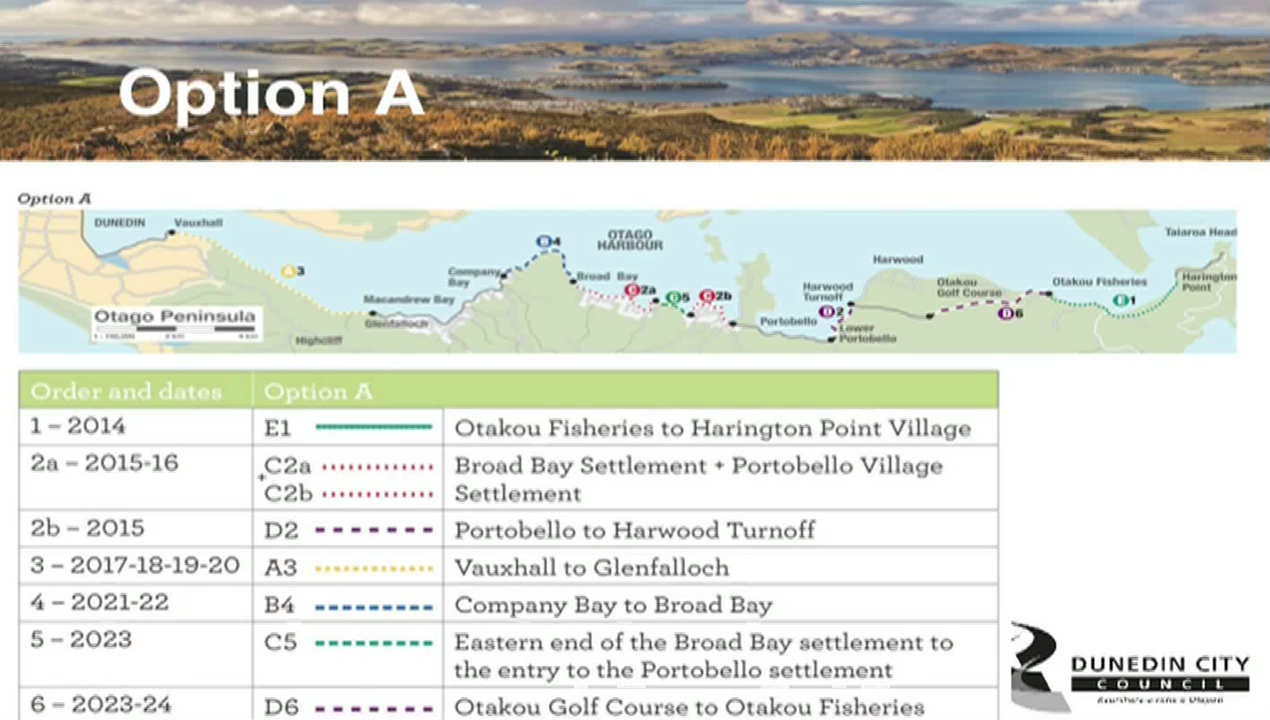 Option A
Option A
DUNEDIN
Vauxhall
A3
Macandrew Bay
Glenfalloch
Highcliff
Otago Peninsula
Company
Bay
B4
OTAGO
HARBOUR
Broad Bay
C2a
C5
C2b
Portobello
Harwood
Turnoff
D2
Lower
Portobello
Harwood
Otakou
Golf Course
D6
Otakou Fisheries
E1
Taiaroa Head
Harington
Point
Order and dates Option A
1 – 2014 E1 Otakou Fisheries to Harington Point Village
2a – 2015-16 C2a Broad Bay Settlement + Portobello Village
+ C2b Settlement
2b – 2015 D2 Portobello to Harwood Turnoff
3 – 2017-18-19-20 A3 Vauxhall to Glenfalloch
4 – 2021-22 B4 Company Bay to Broad Bay
5 – 2023 C5 Eastern end of the Broad Bay settlement to
the entry to the Portobello settlement
6 – 2023-24 D6 Otakou Golf Course to Otakou Fisheries
DUNEDIN CITY
COUNCIL